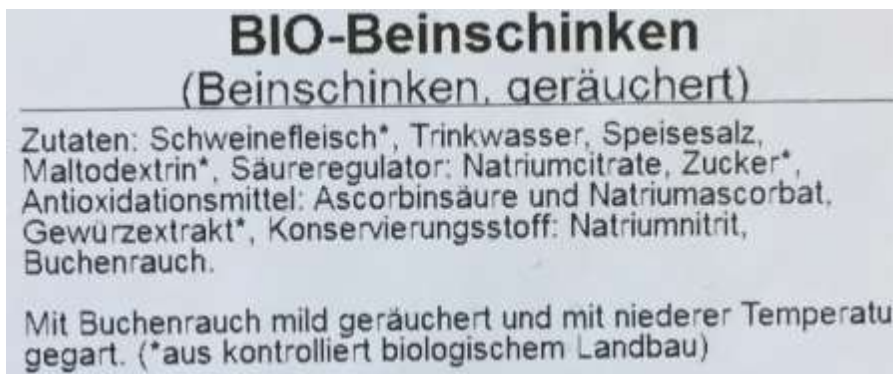 BIO-Beinschinken
(Beinschinken, geräuchert)
Zutaten: Schweinefleisch*, Trinkwasser, Speisesalz,
Maltodextrin*, Säureregulator: Natriumcitrate, Zucker*,
Antioxidationsmittel: Ascorbinsäure und Natriumascorbat,
Gewürzextrakt*, Konservierungsstoff: Natriumnitrit,
Buchenrauch.
Mit Buchenrauch mild geräuchert und mit niederer Temperatu
gegart. (*aus kontrolliert biologischem Landbau)